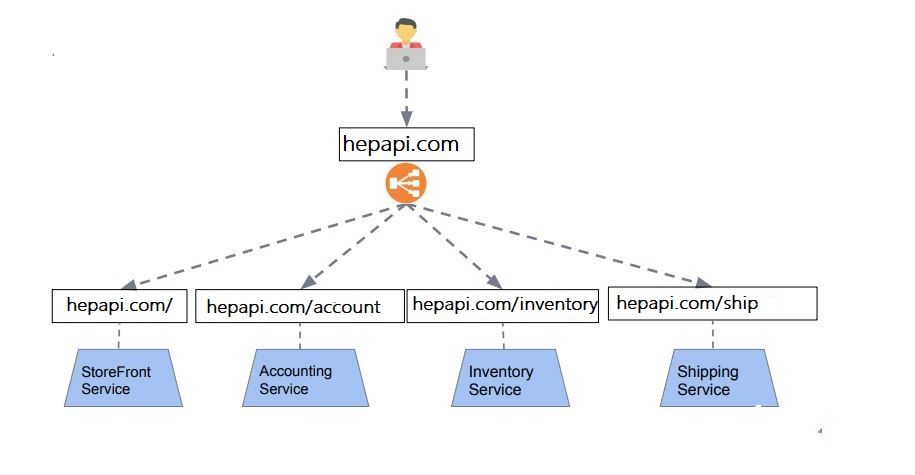 hepapi.com
hepapi.com/
hepapi.com/account
hepapi.com/inventory
hepapi.com/ship
StoreFront
Service
Accounting
Service
Inventory
Service
Shipping
Service